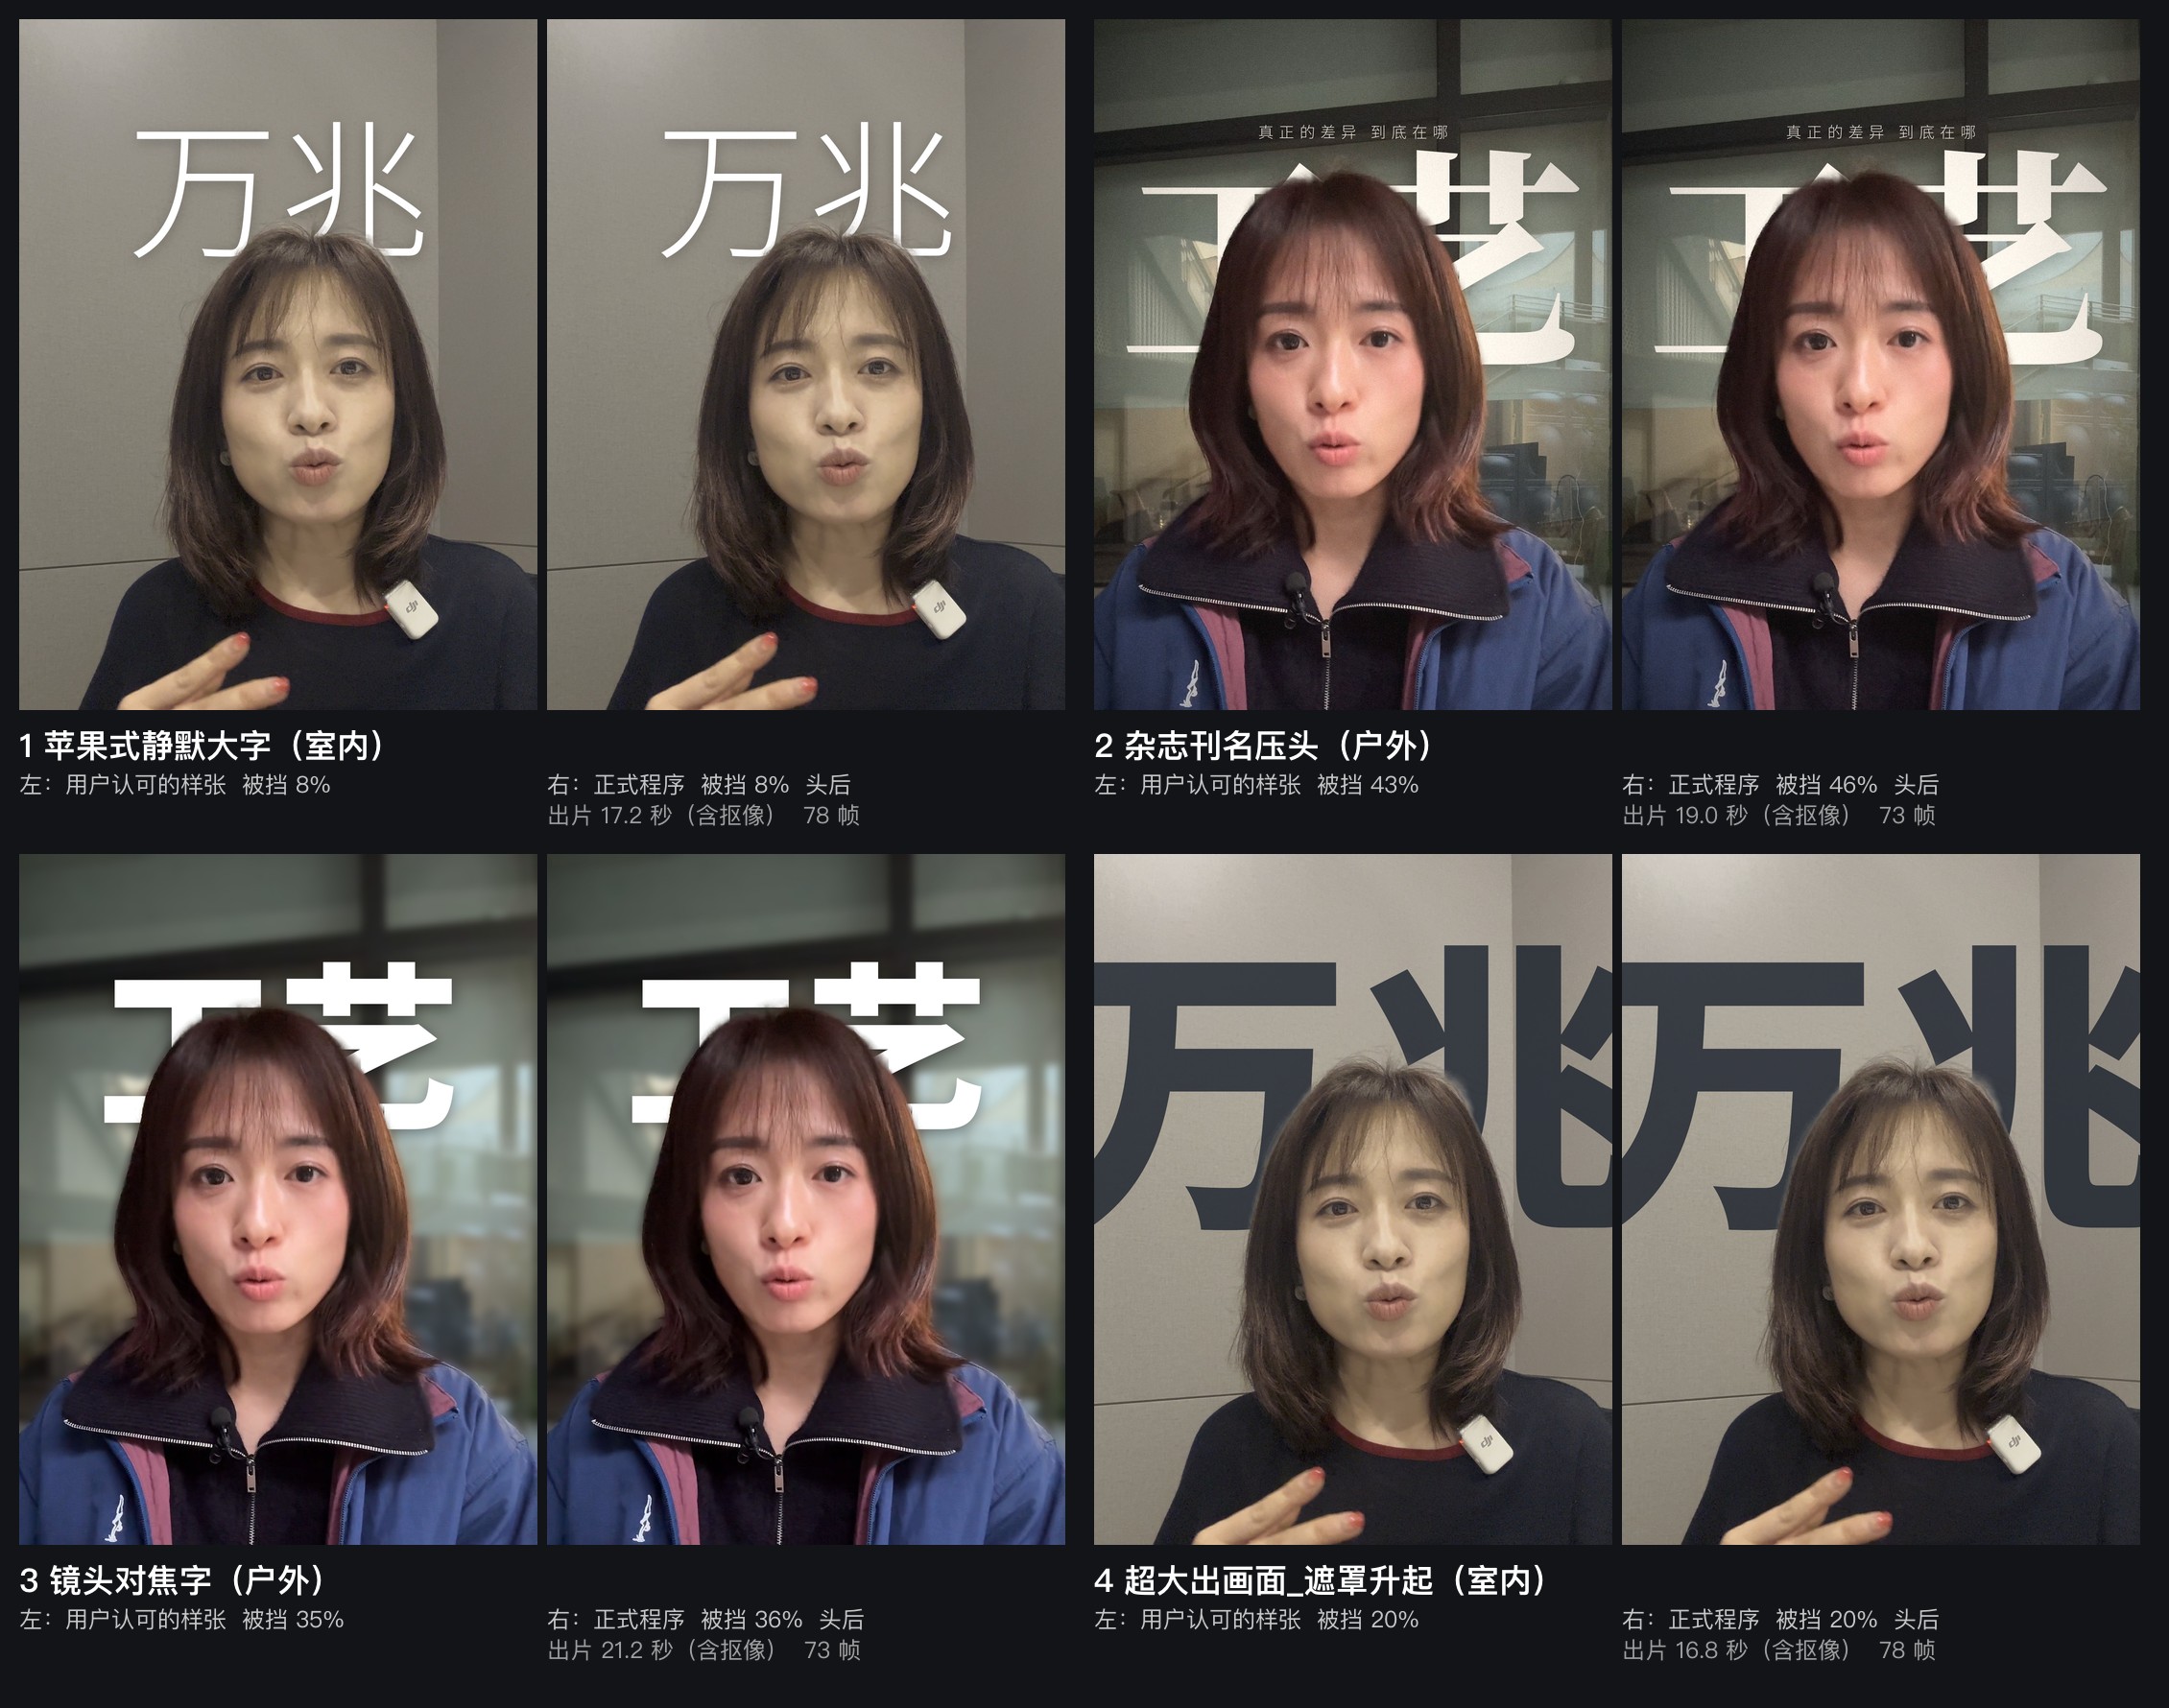 万兆
万兆
1 苹果式静默大字（室内）
左：用户认可的样张 被挡 8%
右：正式程序 被挡 8% 头后
出片 17.2 秒（含抠像） 78 帧
真正的差异 到底在哪
工艺
真正的差异 到底在哪
工艺
2 杂志刊名压头（户外）
左：用户认可的样张 被挡 43%
右：正式程序 被挡 46% 头后
出片 19.0 秒（含抠像） 73 帧
工艺
工艺
3 镜头对焦字（户外）
左：用户认可的样张 被挡 35%
右：正式程序 被挡 36% 头后
出片 21.2 秒（含抠像） 73 帧
万兆
万兆
4 超大出画面_遮罩升起（室内）
左：用户认可的样张 被挡 20%
右：正式程序 被挡 20% 头后
出片 16.8 秒（含抠像） 78 帧